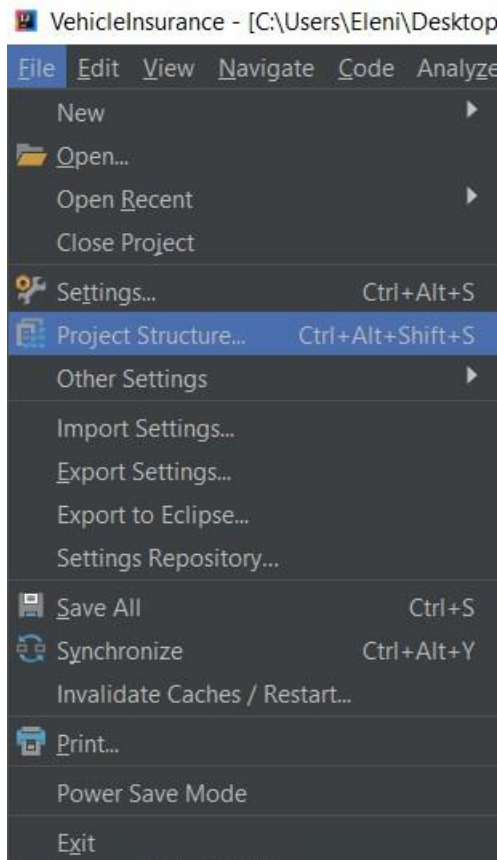 VehicleInsurance - [C:\Users\Eleni\Desktop
File Edit View Navigate Code Analyze
New
Open...
Open Recent
Close Project
Settings... Ctrl+Alt+S
Project Structure... Ctrl+Alt+Shift+S
Other Settings
Import Settings...
Export Settings...
Export to Eclipse...
Settings Repository...
Save All Ctrl+S
Synchronize Ctrl+Alt+Y
Invalidate Caches / Restart...
Print...
Power Save Mode
Exit